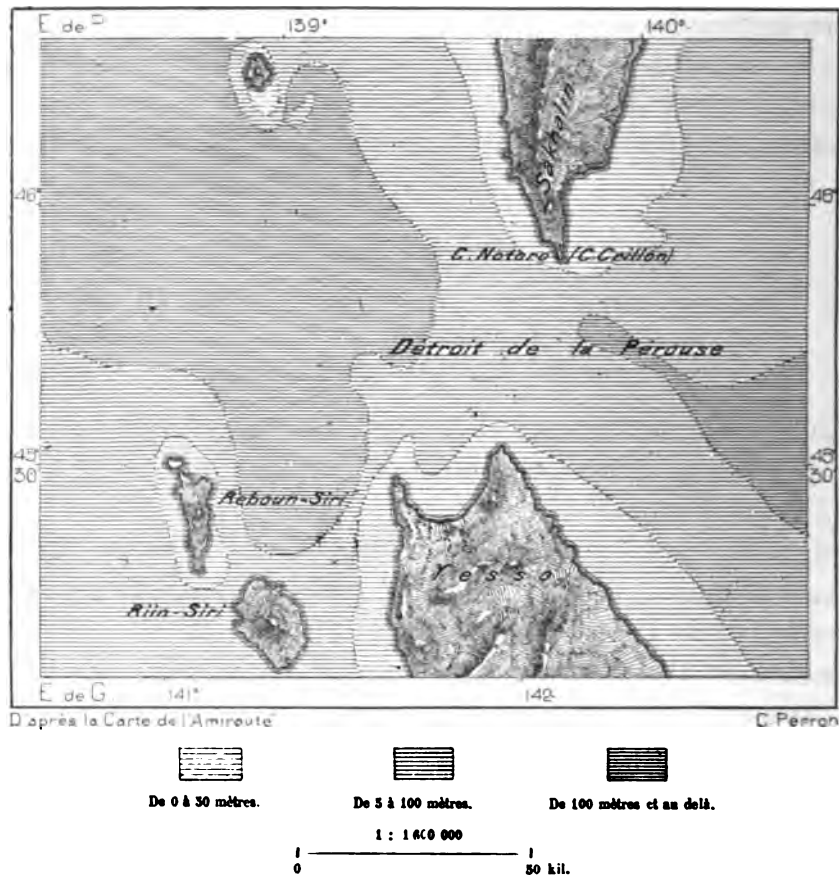 E de P 139° 140°
Sakhalin
46° 46°
C. Notoro (C. Crillon)
Détroit de la Pérouse
45° 45°
30' 30'
Reboun-Siri
Yesso
Riin-Siri
E de G 141° 142°
D'après la Carte de l'Amirauté C. Perron
De 0 à 50 mètres. De 5 à 100 mètres. De 100 mètres et au delà.
1 : 1 600 000
0 50 kil.